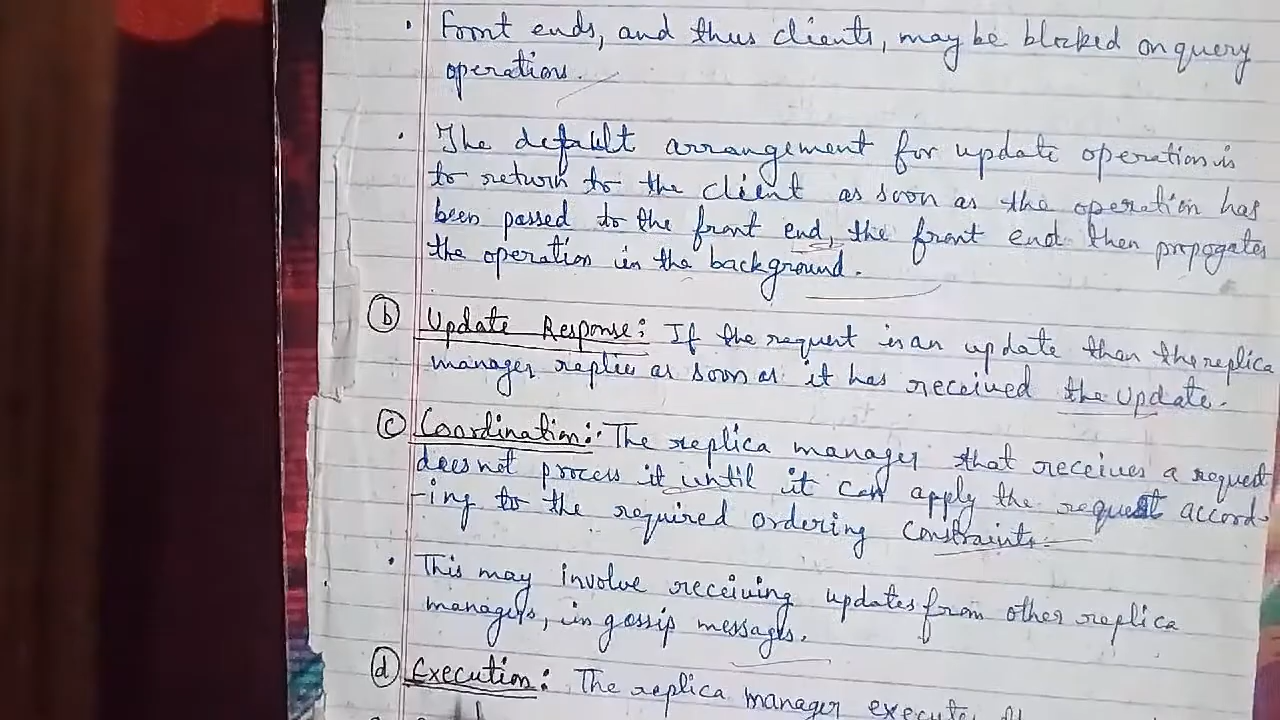 • Front ends, and thus clients, may be blocked on query
operations.
• The default arrangement for update operation is
to return to the client as soon as the operation has
been passed to the front end, the front end then propogates
the operation in the background.
(b) Update Response: If the request is an update then the replica
manager replies as soon as it has received the update.
(c) Coordination: The replica manager that receives a request
does not process it until it can apply the request accord-
-ing to the required ordering constraints.
• This may involve receiving updates from other replica
managers, in gossip messages.
(d) Execution: The replica manager executes